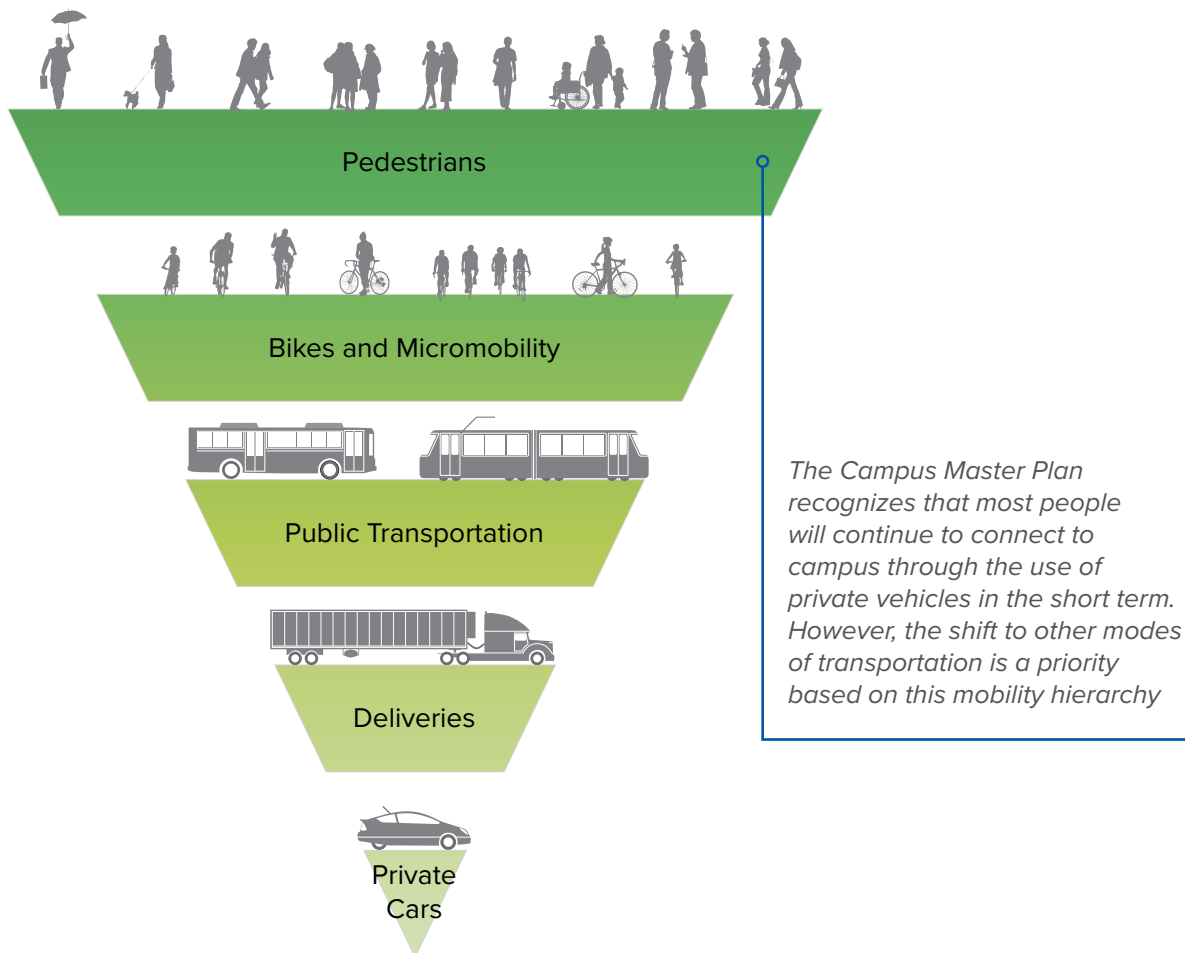 Pedestrians
Bikes and Micromobility
Public Transportation
Deliveries
Private
Cars
The Campus Master Plan
recognizes that most people
will continue to connect to
campus through the use of
private vehicles in the short term.
However, the shift to other modes
of transportation is a priority
based on this mobility hierarchy